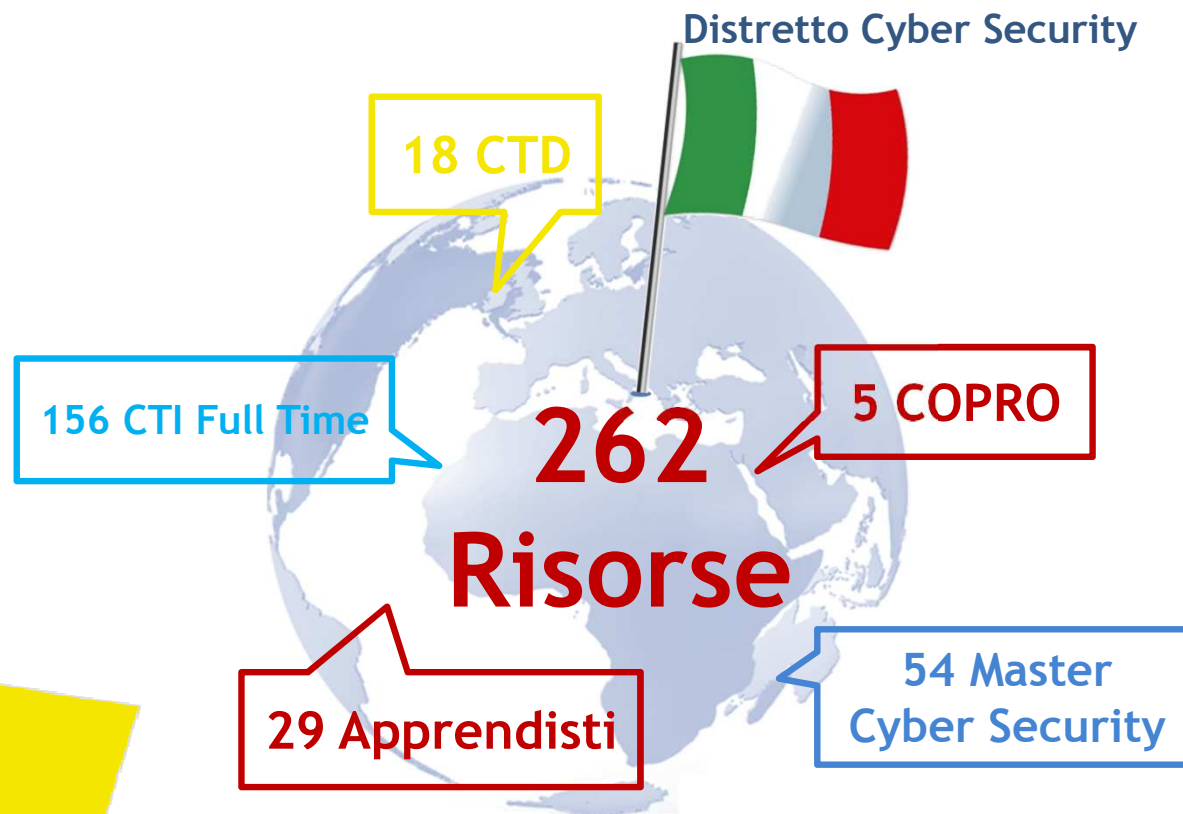 Distretto Cyber Security
18 CTD
156 CTI Full Time
5 COPRO
262
Risorse
54 Master
Cyber Security
29 Apprendisti